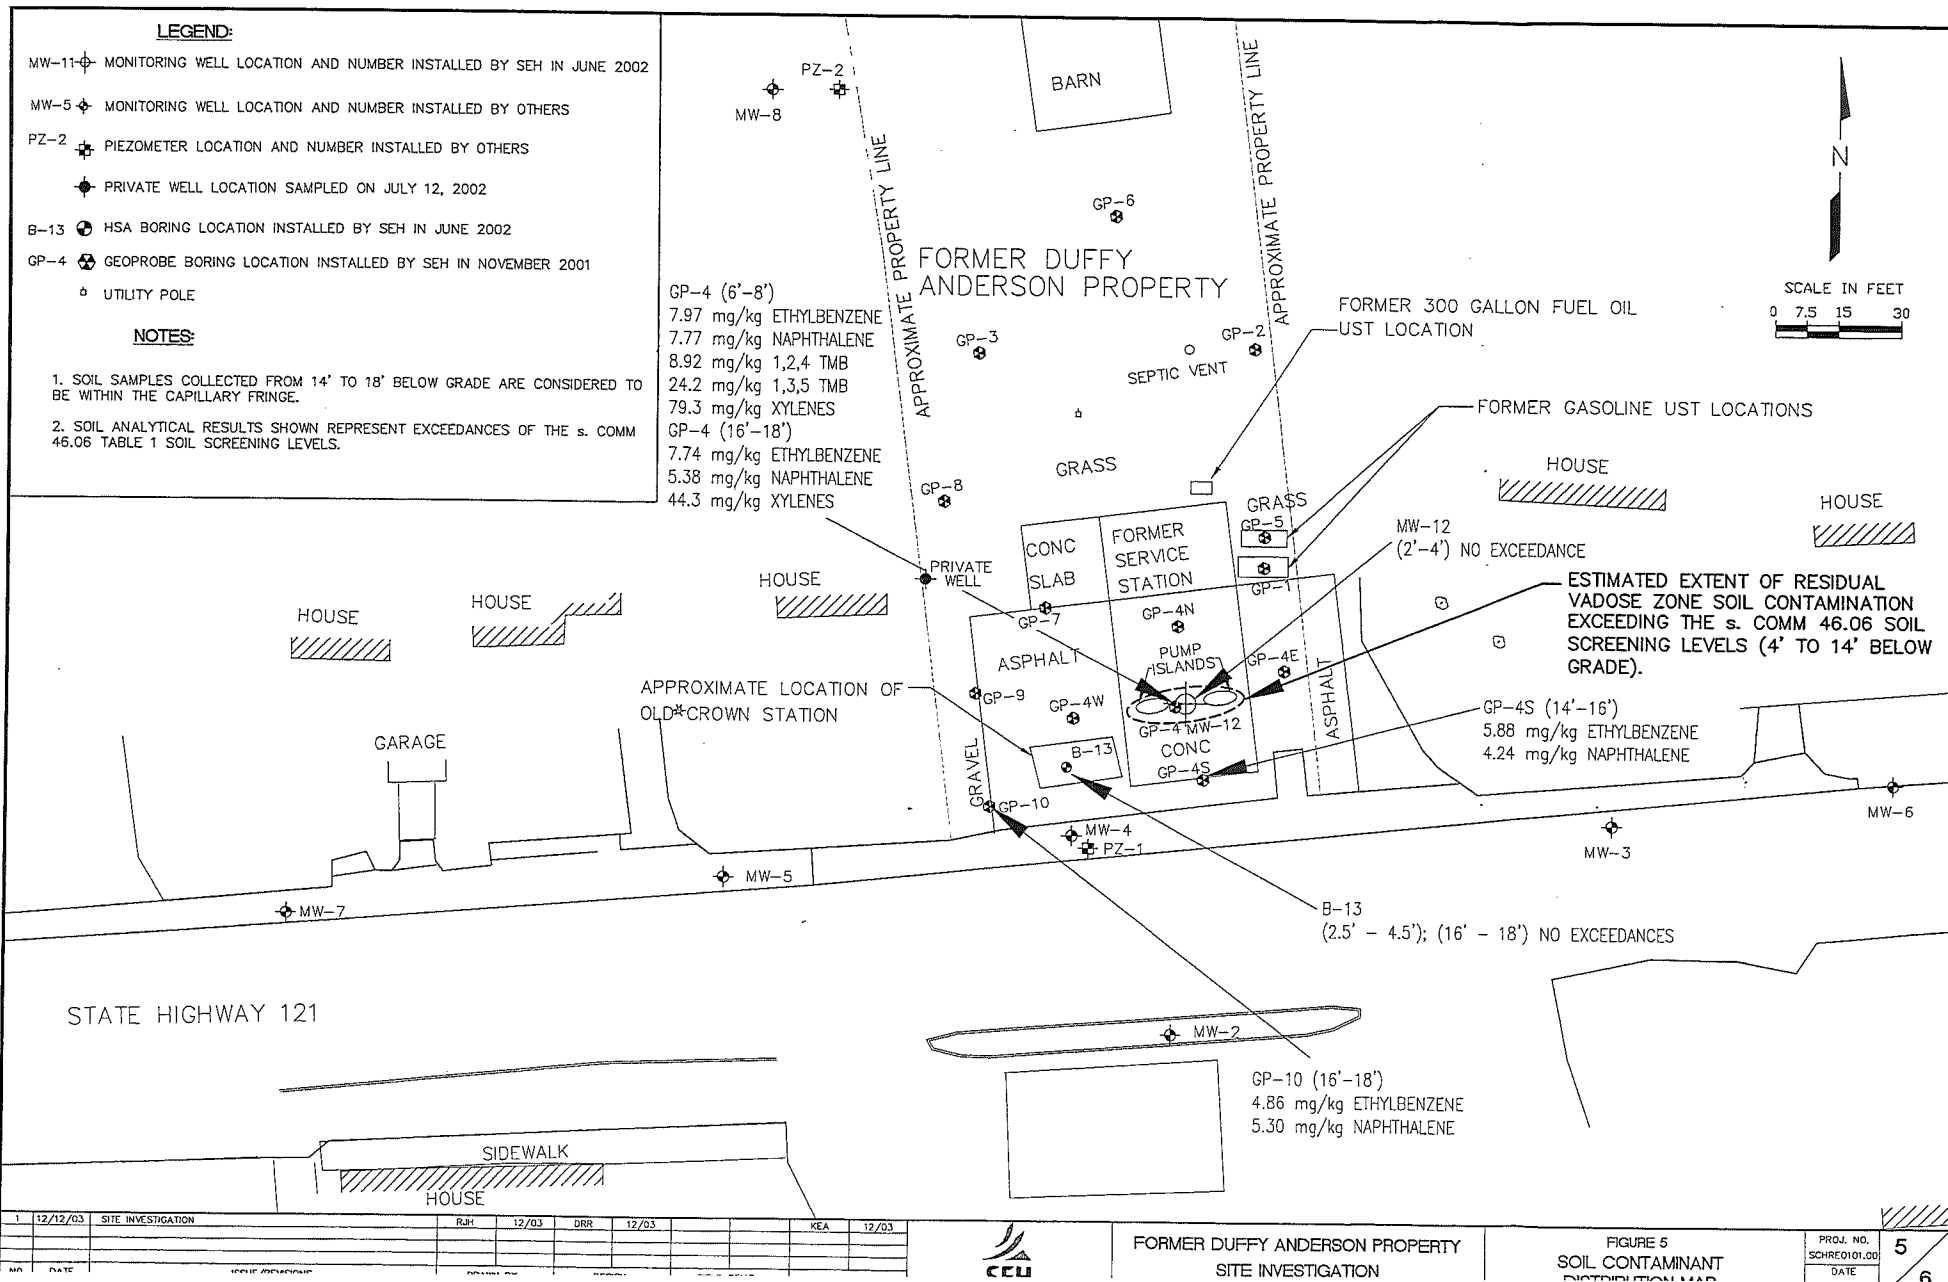 LEGEND:
MW-11 MONITORING WELL LOCATION AND NUMBER INSTALLED BY SEH IN JUNE 2002
MW-5 MONITORING WELL LOCATION AND NUMBER INSTALLED BY OTHERS
PZ-2 PIEZOMETER LOCATION AND NUMBER INSTALLED BY OTHERS
PRIVATE WELL LOCATION SAMPLED ON JULY 12, 2002
B-13 HSA BORING LOCATION INSTALLED BY SEH IN JUNE 2002
GP-4 GEOPROBE BORING LOCATION INSTALLED BY SEH IN NOVEMBER 2001
UTILITY POLE
NOTES:
1. SOIL SAMPLES COLLECTED FROM 14' TO 18' BELOW GRADE ARE CONSIDERED TO
BE WITHIN THE CAPILLARY FRINGE.
2. SOIL ANALYTICAL RESULTS SHOWN REPRESENT EXCEEDANCES OF THE s. COMM
46.06 TABLE 1 SOIL SCREENING LEVELS.
PZ-2
MW-8
BARN
APPROXIMATE PROPERTY LINE
APPROXIMATE PROPERTY LINE
N
SCALE IN FEET
0 7.5 15 30
GP-6
FORMER DUFFY
ANDERSON PROPERTY
GP-4 (6'-8')
7.97 mg/kg ETHYLBENZENE
7.77 mg/kg NAPHTHALENE
8.92 mg/kg 1,2,4 TMB
24.2 mg/kg 1,3,5 TMB
79.3 mg/kg XYLENES
GP-4 (16'-18')
7.74 mg/kg ETHYLBENZENE
5.38 mg/kg NAPHTHALENE
44.3 mg/kg XYLENES
FORMER 300 GALLON FUEL OIL
UST LOCATION
GP-3
GP-2
SEPTIC VENT
FORMER GASOLINE UST LOCATIONS
GRASS
GP-8
GRASS
GP-5
HOUSE
HOUSE
MW-12
(2'-4') NO EXCEEDANCE
CONC
SLAB
FORMER
SERVICE
STATION
PRIVATE
WELL
GP-1
ESTIMATED EXTENT OF RESIDUAL
VADOSE ZONE SOIL CONTAMINATION
EXCEEDING THE s. COMM 46.06 SOIL
SCREENING LEVELS (4' TO 14' BELOW
GRADE).
HOUSE
HOUSE
HOUSE
GP-7
GP-4N
ASPHALT
PUMP
ISLANDS
GP-4E
ASPHALT
APPROXIMATE LOCATION OF
OLD*CROWN STATION
GP-9
GP-4W
GP-4
MW-12
GP-4S (14'-16')
5.88 mg/kg ETHYLBENZENE
4.24 mg/kg NAPHTHALENE
GARAGE
GRAVEL
B-13
CONC
GP-4S
GP-10
MW-4
PZ-1
MW-6
MW-3
MW-5
MW-7
B-13
(2.5' - 4.5'); (16' - 18') NO EXCEEDANCES
STATE HIGHWAY 121
MW-2
GP-10 (16'-18')
4.86 mg/kg ETHYLBENZENE
5.30 mg/kg NAPHTHALENE
SIDEWALK
HOUSE
1 12/12/03 SITE INVESTIGATION RJH 12/03 DRR 12/03 KEA 12/03
NO. DATE
FORMER DUFFY ANDERSON PROPERTY
SITE INVESTIGATION
FIGURE 5
SOIL CONTAMINANT
DISTRIBUTION MAP
PROJ. NO.
SCHRE0101.00
DATE
5
6